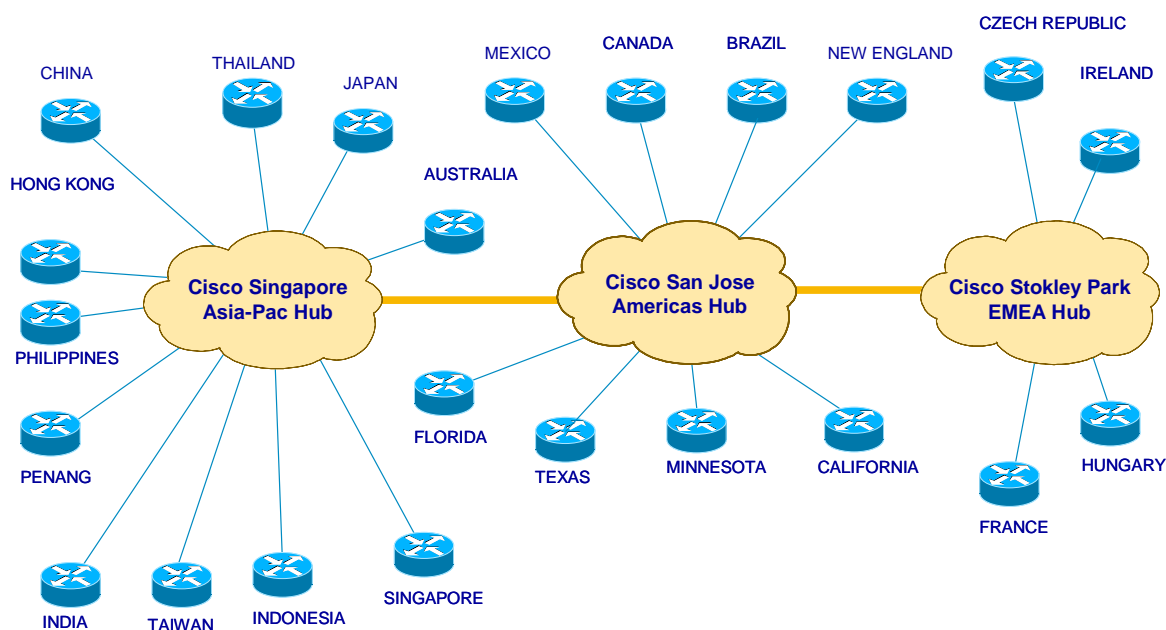 CZECH REPUBLIC
MEXICO
CANADA
BRAZIL
NEW ENGLAND
THAILAND
CHINA
IRELAND
JAPAN
AUSTRALIA
HONG KONG
Cisco Singapore
Asia-Pac Hub
Cisco San Jose
Americas Hub
Cisco Stokley Park
EMEA Hub
PHILIPPINES
FLORIDA
TEXAS
MINNESOTA
CALIFORNIA
HUNGARY
PENANG
FRANCE
SINGAPORE
INDIA
TAIWAN
INDONESIA